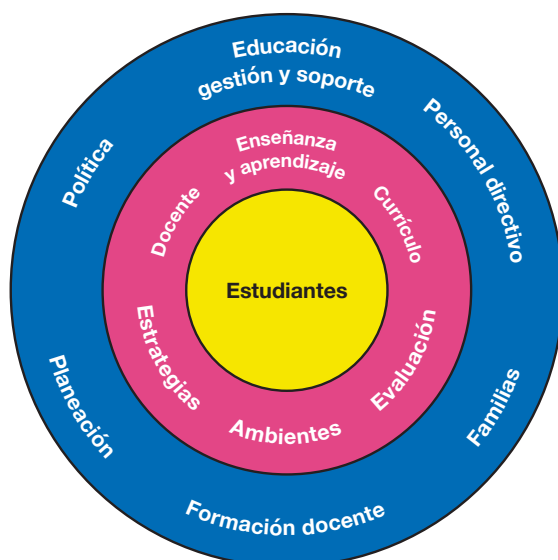 Educación
gestión y soporte
Personal directivo
Familias
Formación docente
Planeación
Política
Enseñanza
y aprendizaje
Currículo
Evaluación
Ambientes
Estrategias
Docente
Estudiantes